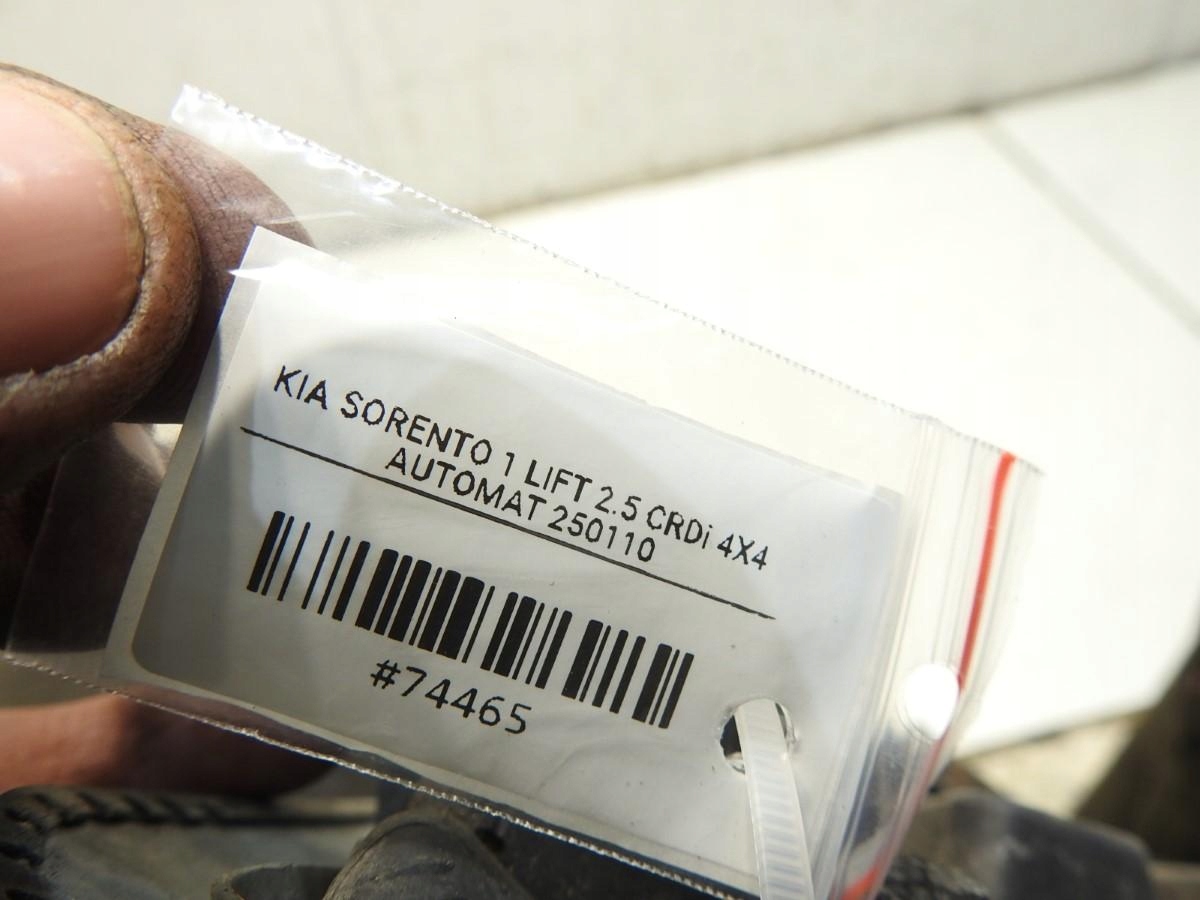 KIA SORENTO 1 LIFT 2.5 CRDi 4X4
AUTOMAT 250110
#74465